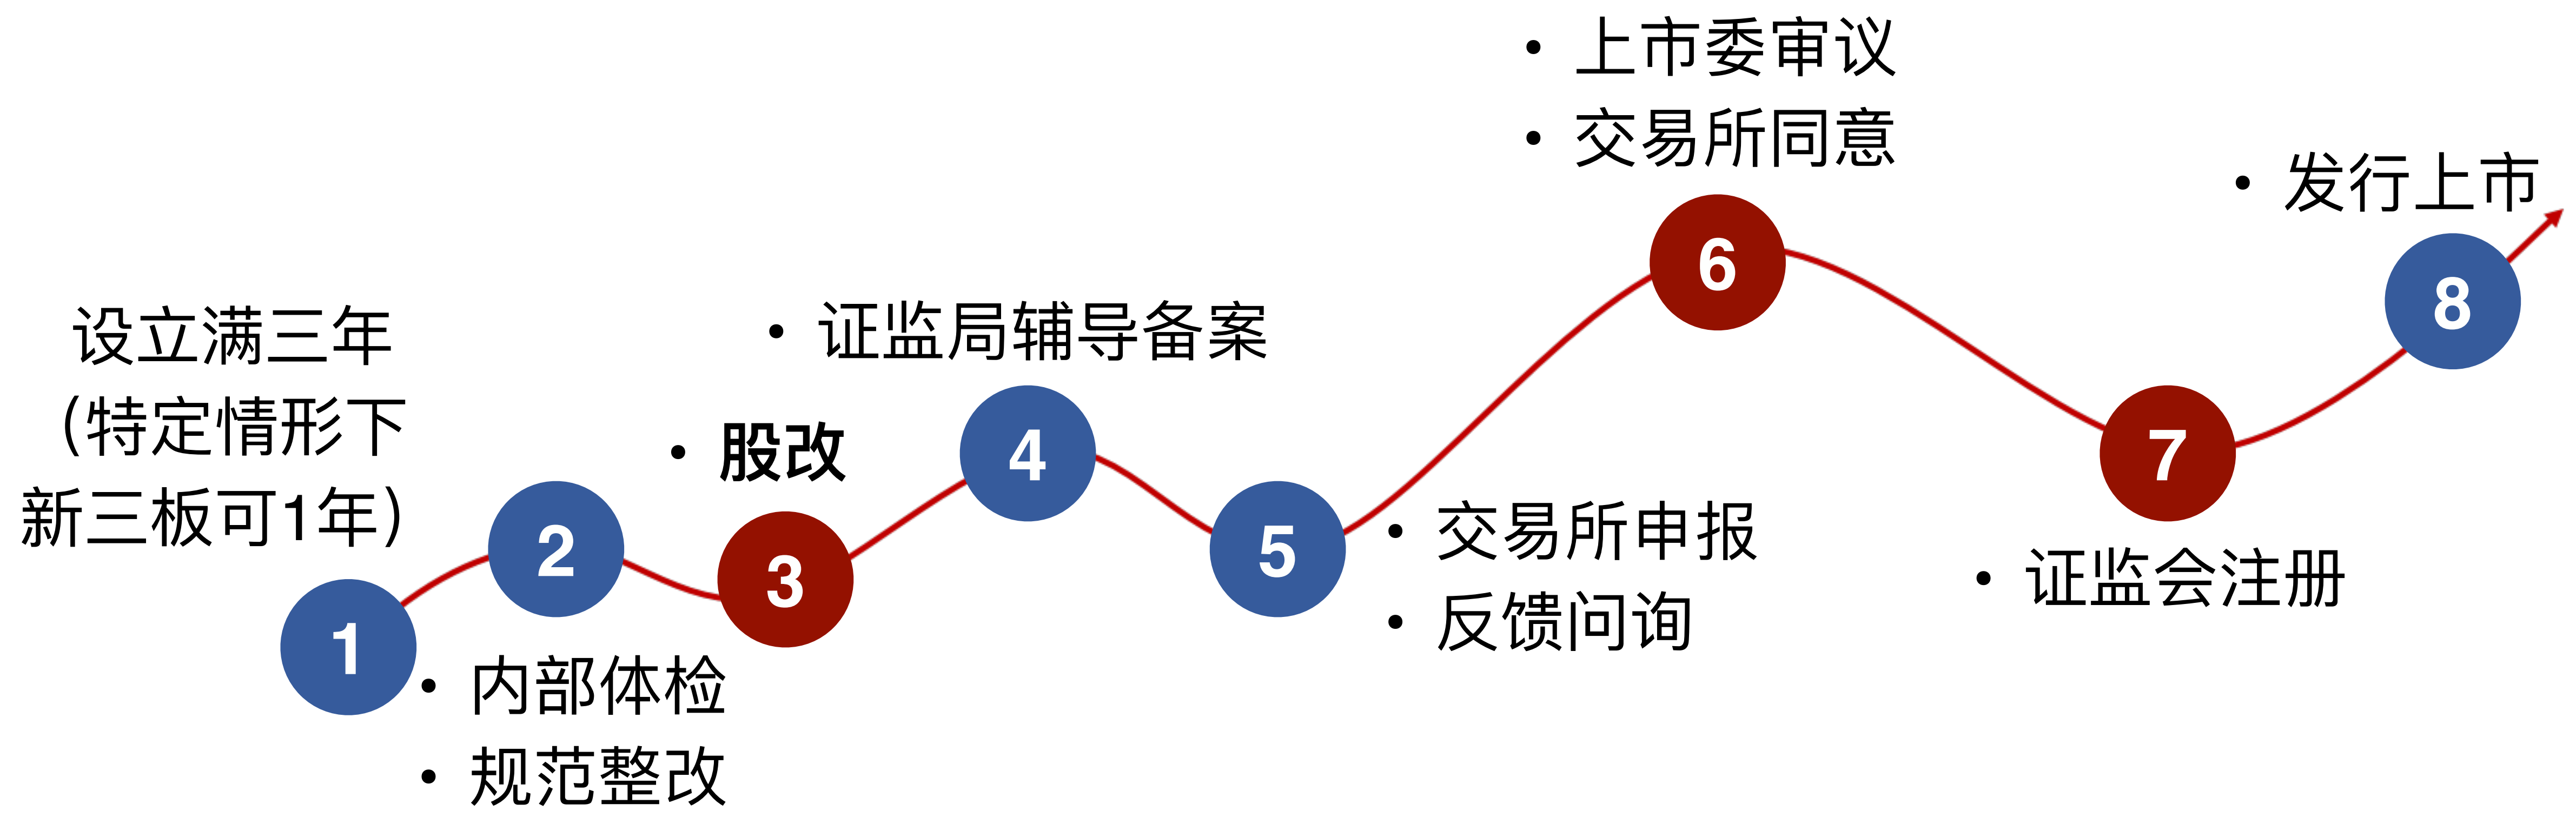 设立满三年
（特定情形下
新三板可1年）
1
2
• 内部体检
• 规范整改
• 股改
3
• 证监局辅导备案
4
5
• 交易所申报
• 反馈问询
• 上市委审议
• 交易所同意
6
7
• 证监会注册
• 发行上市
8